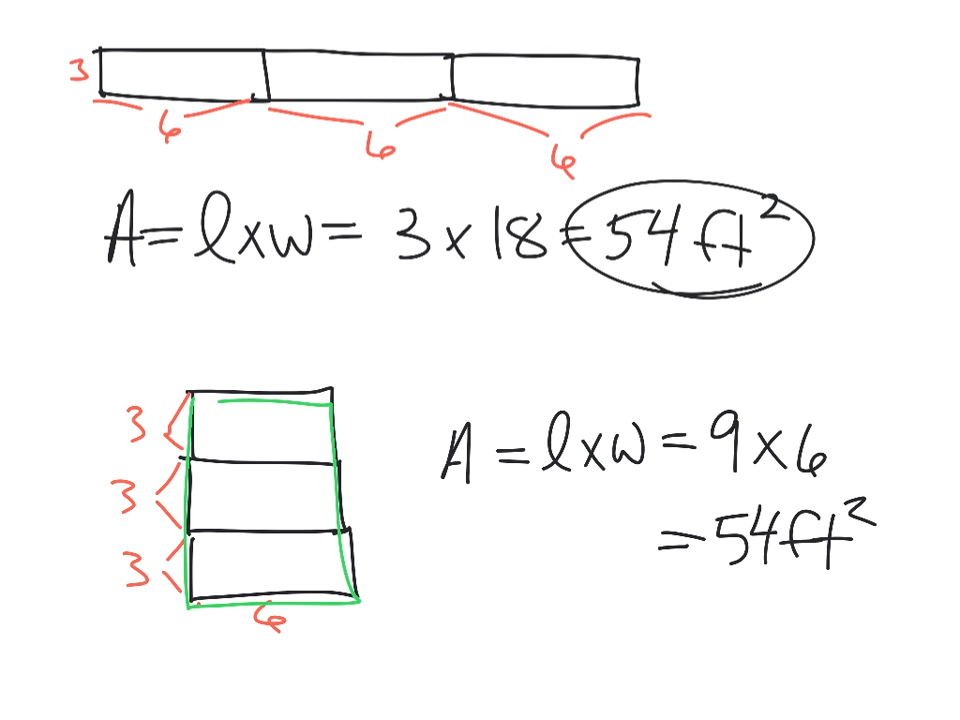 3
6 6 6
A = l x w = 3 x 18 = 54 ft²
3
3
3
6
A = l x w = 9 x 6
= 54 ft²